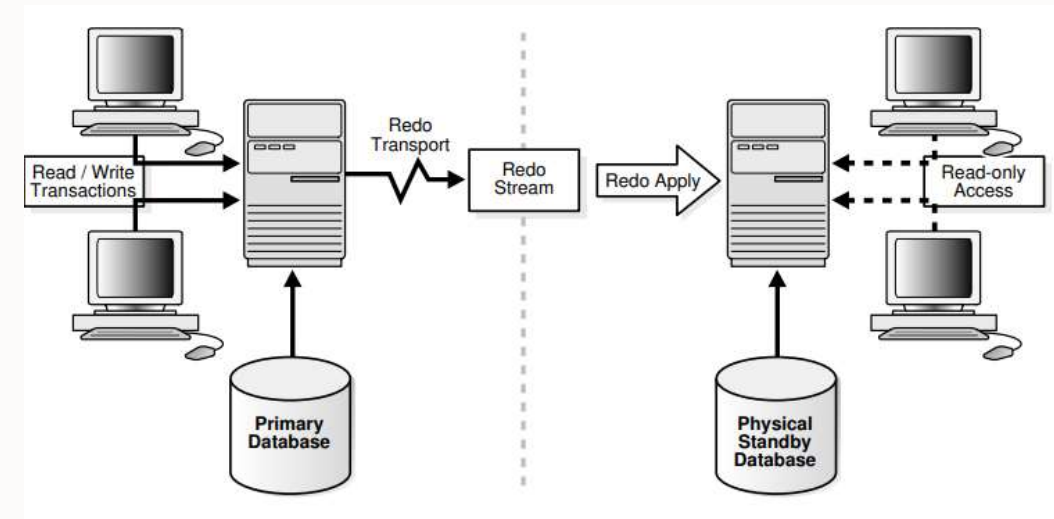 Read / Write
Transactions
Redo
Transport
Redo
Stream
Redo Apply
Read-only
Access
Primary
Database
Physical
Standby
Database